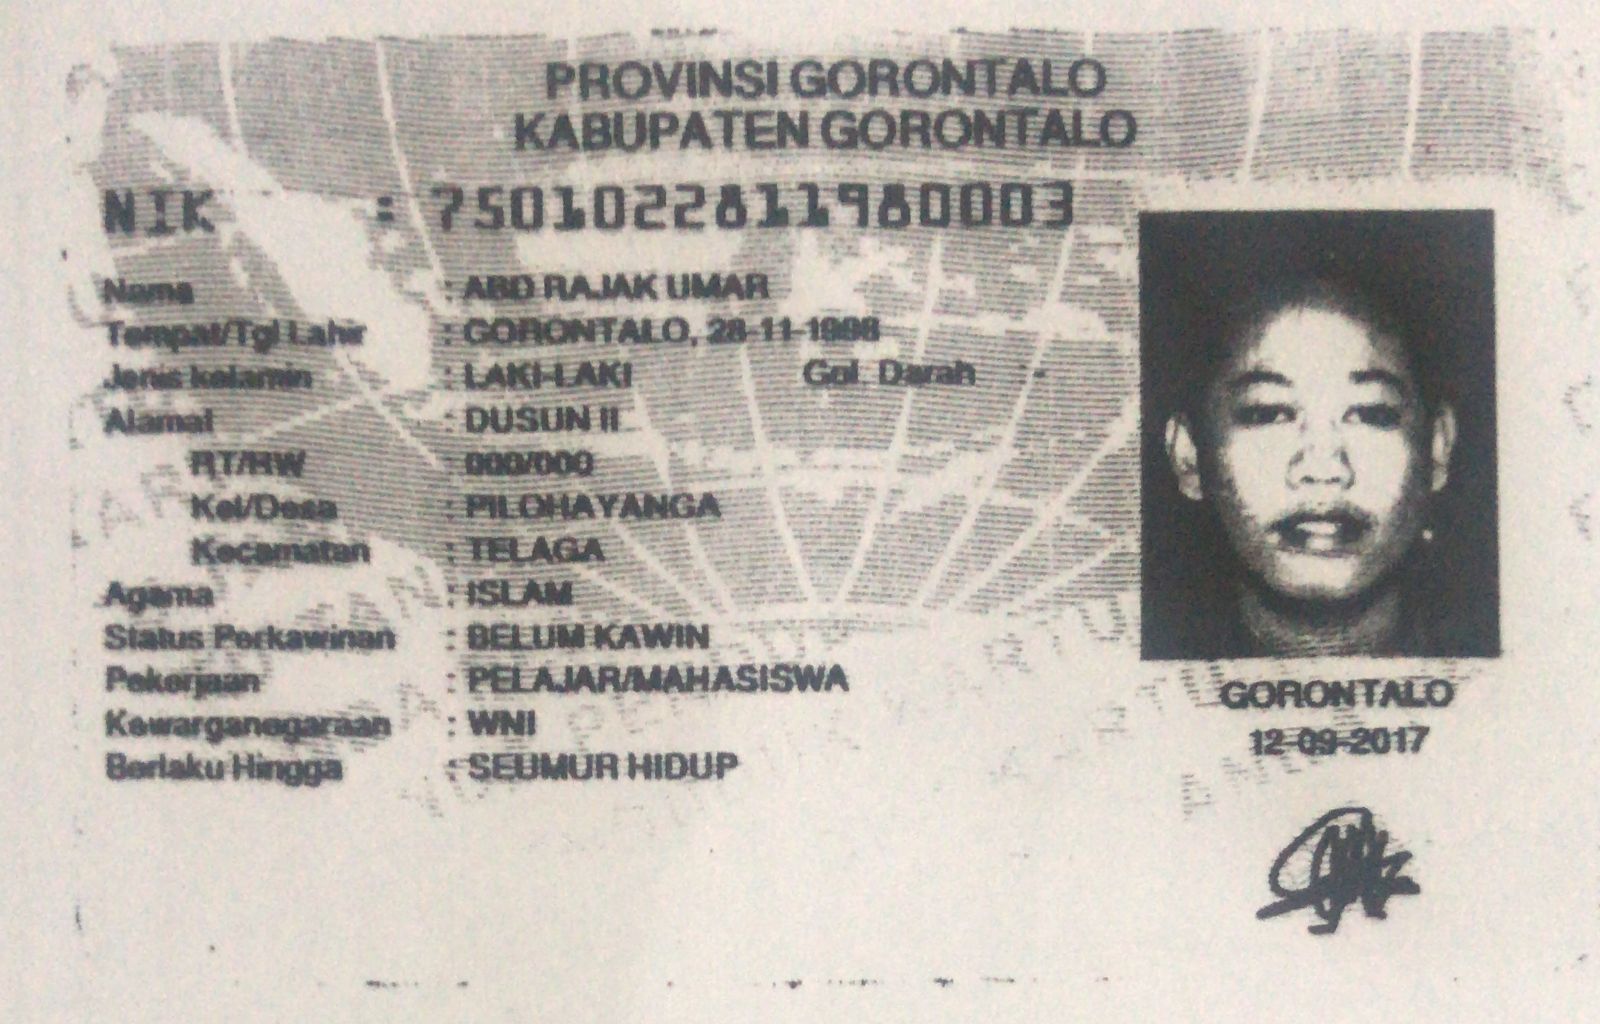 PROVINSI GORONTALO
KABUPATEN GORONTALO
NIK : 7501022811980003
Nama : ABD RAJAK UMAR
Tempat/Tgl Lahir : GORONTALO, 28-11-1998
Jenis kelamin : LAKI-LAKI Gol. Darah : -
Alamat : DUSUN II
RT/RW : 000/000
Kel/Desa : PILOHAYANGA
Kecamatan : TELAGA
Agama : ISLAM
Status Perkawinan : BELUM KAWIN
Pekerjaan : PELAJAR/MAHASISWA
Kewarganegaraan : WNI
Berlaku Hingga : SEUMUR HIDUP
GORONTALO
12-09-2017